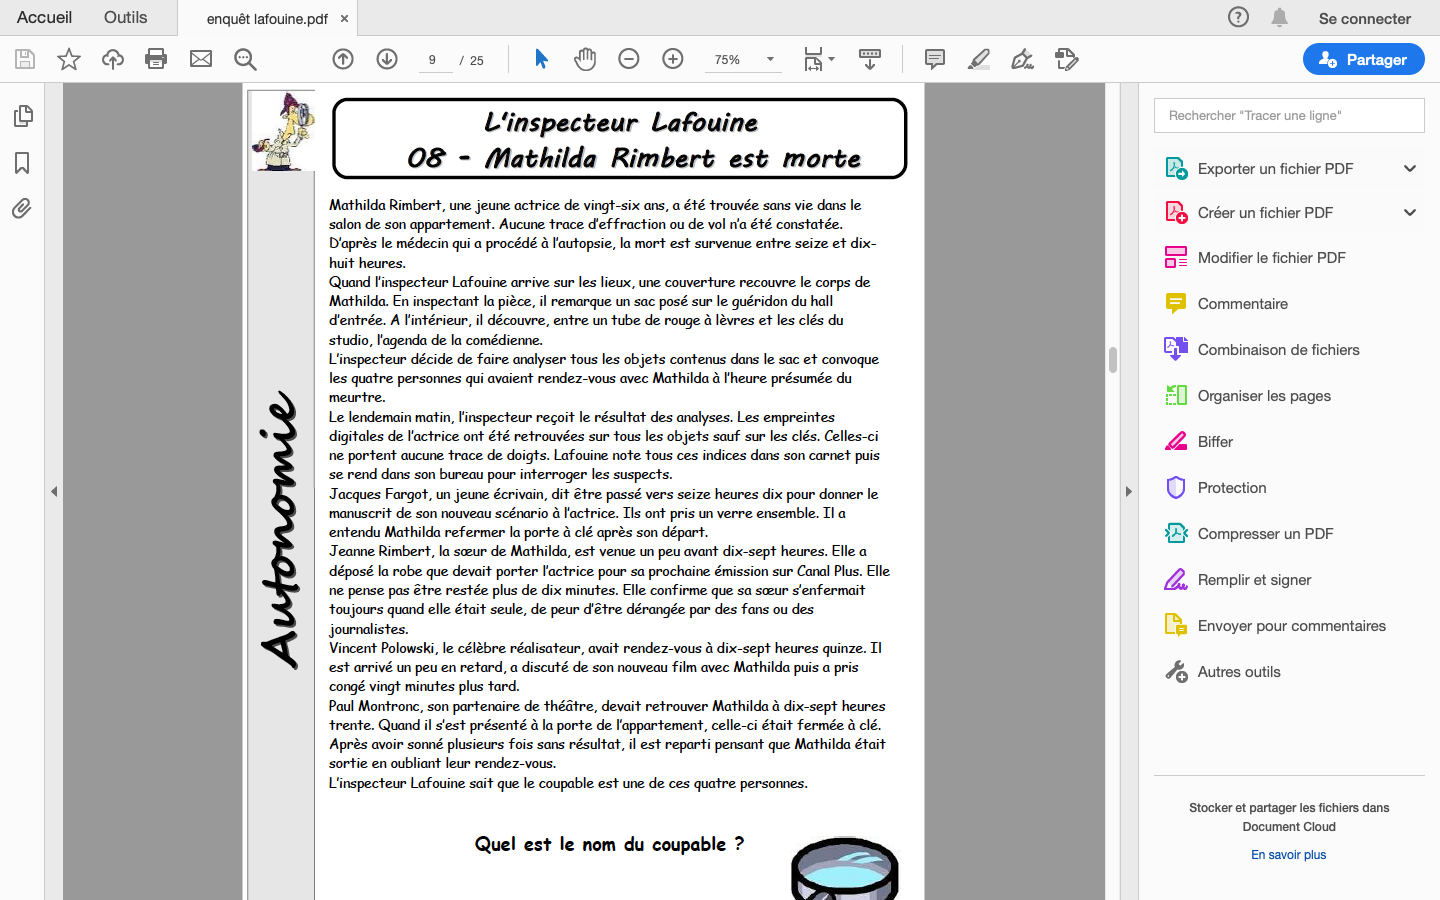 Accueil
Outils
enquêt lafouine.pdf
Se connecter
9 / 25
75%
Partager
L'inspecteur Lafouine
08 - Mathilda Rimbert est morte
Autonomie
Mathilda Rimbert, une jeune actrice de vingt-six ans, a été trouvée sans vie dans le
salon de son appartement. Aucune trace d'effraction ou de vol n'a été constatée.
D'après le médecin qui a procédé à l'autopsie, la mort est survenue entre seize et dix-
huit heures.
Quand l'inspecteur Lafouine arrive sur les lieux, une couverture recouvre le corps de
Mathilda. En inspectant la pièce, il remarque un sac posé sur le guéridon du hall
d'entrée. A l'intérieur, il découvre, entre un tube de rouge à lèvres et les clés du
studio, l'agenda de la comédienne.
L'inspecteur décide de faire analyser tous les objets contenus dans le sac et convoque
les quatre personnes qui avaient rendez-vous avec Mathilda à l'heure présumée du
meurtre.
Le lendemain matin, l'inspecteur reçoit le résultat des analyses. Les empreintes
digitales de l'actrice ont été retrouvées sur tous les objets sauf sur les clés. Celles-ci
ne portent aucune trace de doigts. Lafouine note tous ces indices dans son carnet puis
se rend dans son bureau pour interroger les suspects.
Jacques Fargot, un jeune écrivain, dit être passé vers seize heures dix pour donner le
manuscrit de son nouveau scénario à l'actrice. Ils ont pris un verre ensemble. Il a
entendu Mathilda refermer la porte à clé après son départ.
Jeanne Rimbert, la sœur de Mathilda, est venue un peu avant dix-sept heures. Elle a
déposé la robe que devait porter l'actrice pour sa prochaine émission sur Canal Plus. Elle
ne pense pas être restée plus de dix minutes. Elle confirme que sa sœur s'enfermait
toujours quand elle était seule, de peur d'être dérangée par des fans ou des
journalistes.
Vincent Polowski, le célèbre réalisateur, avait rendez-vous à dix-sept heures quinze. Il
est arrivé un peu en retard, a discuté de son nouveau film avec Mathilda puis a pris
congé vingt minutes plus tard.
Paul Montronc, son partenaire de théâtre, devait retrouver Mathilda à dix-sept heures
trente. Quand il s'est présenté à la porte de l'appartement, celle-ci était fermée à clé.
Après avoir sonné plusieurs fois sans résultat, il est reparti pensant que Mathilda était
sortie en oubliant leur rendez-vous.
L'inspecteur Lafouine sait que le coupable est une de ces quatre personnes.
Quel est le nom du coupable ?
Rechercher "Tracer une ligne"
Exporter un fichier PDF
Créer un fichier PDF
Modifier le fichier PDF
Commentaire
Combinaison de fichiers
Organiser les pages
Biffer
Protection
Compresser un PDF
Remplir et signer
Envoyer pour commentaires
Autres outils
Stocker et partager les fichiers dans
Document Cloud
En savoir plus